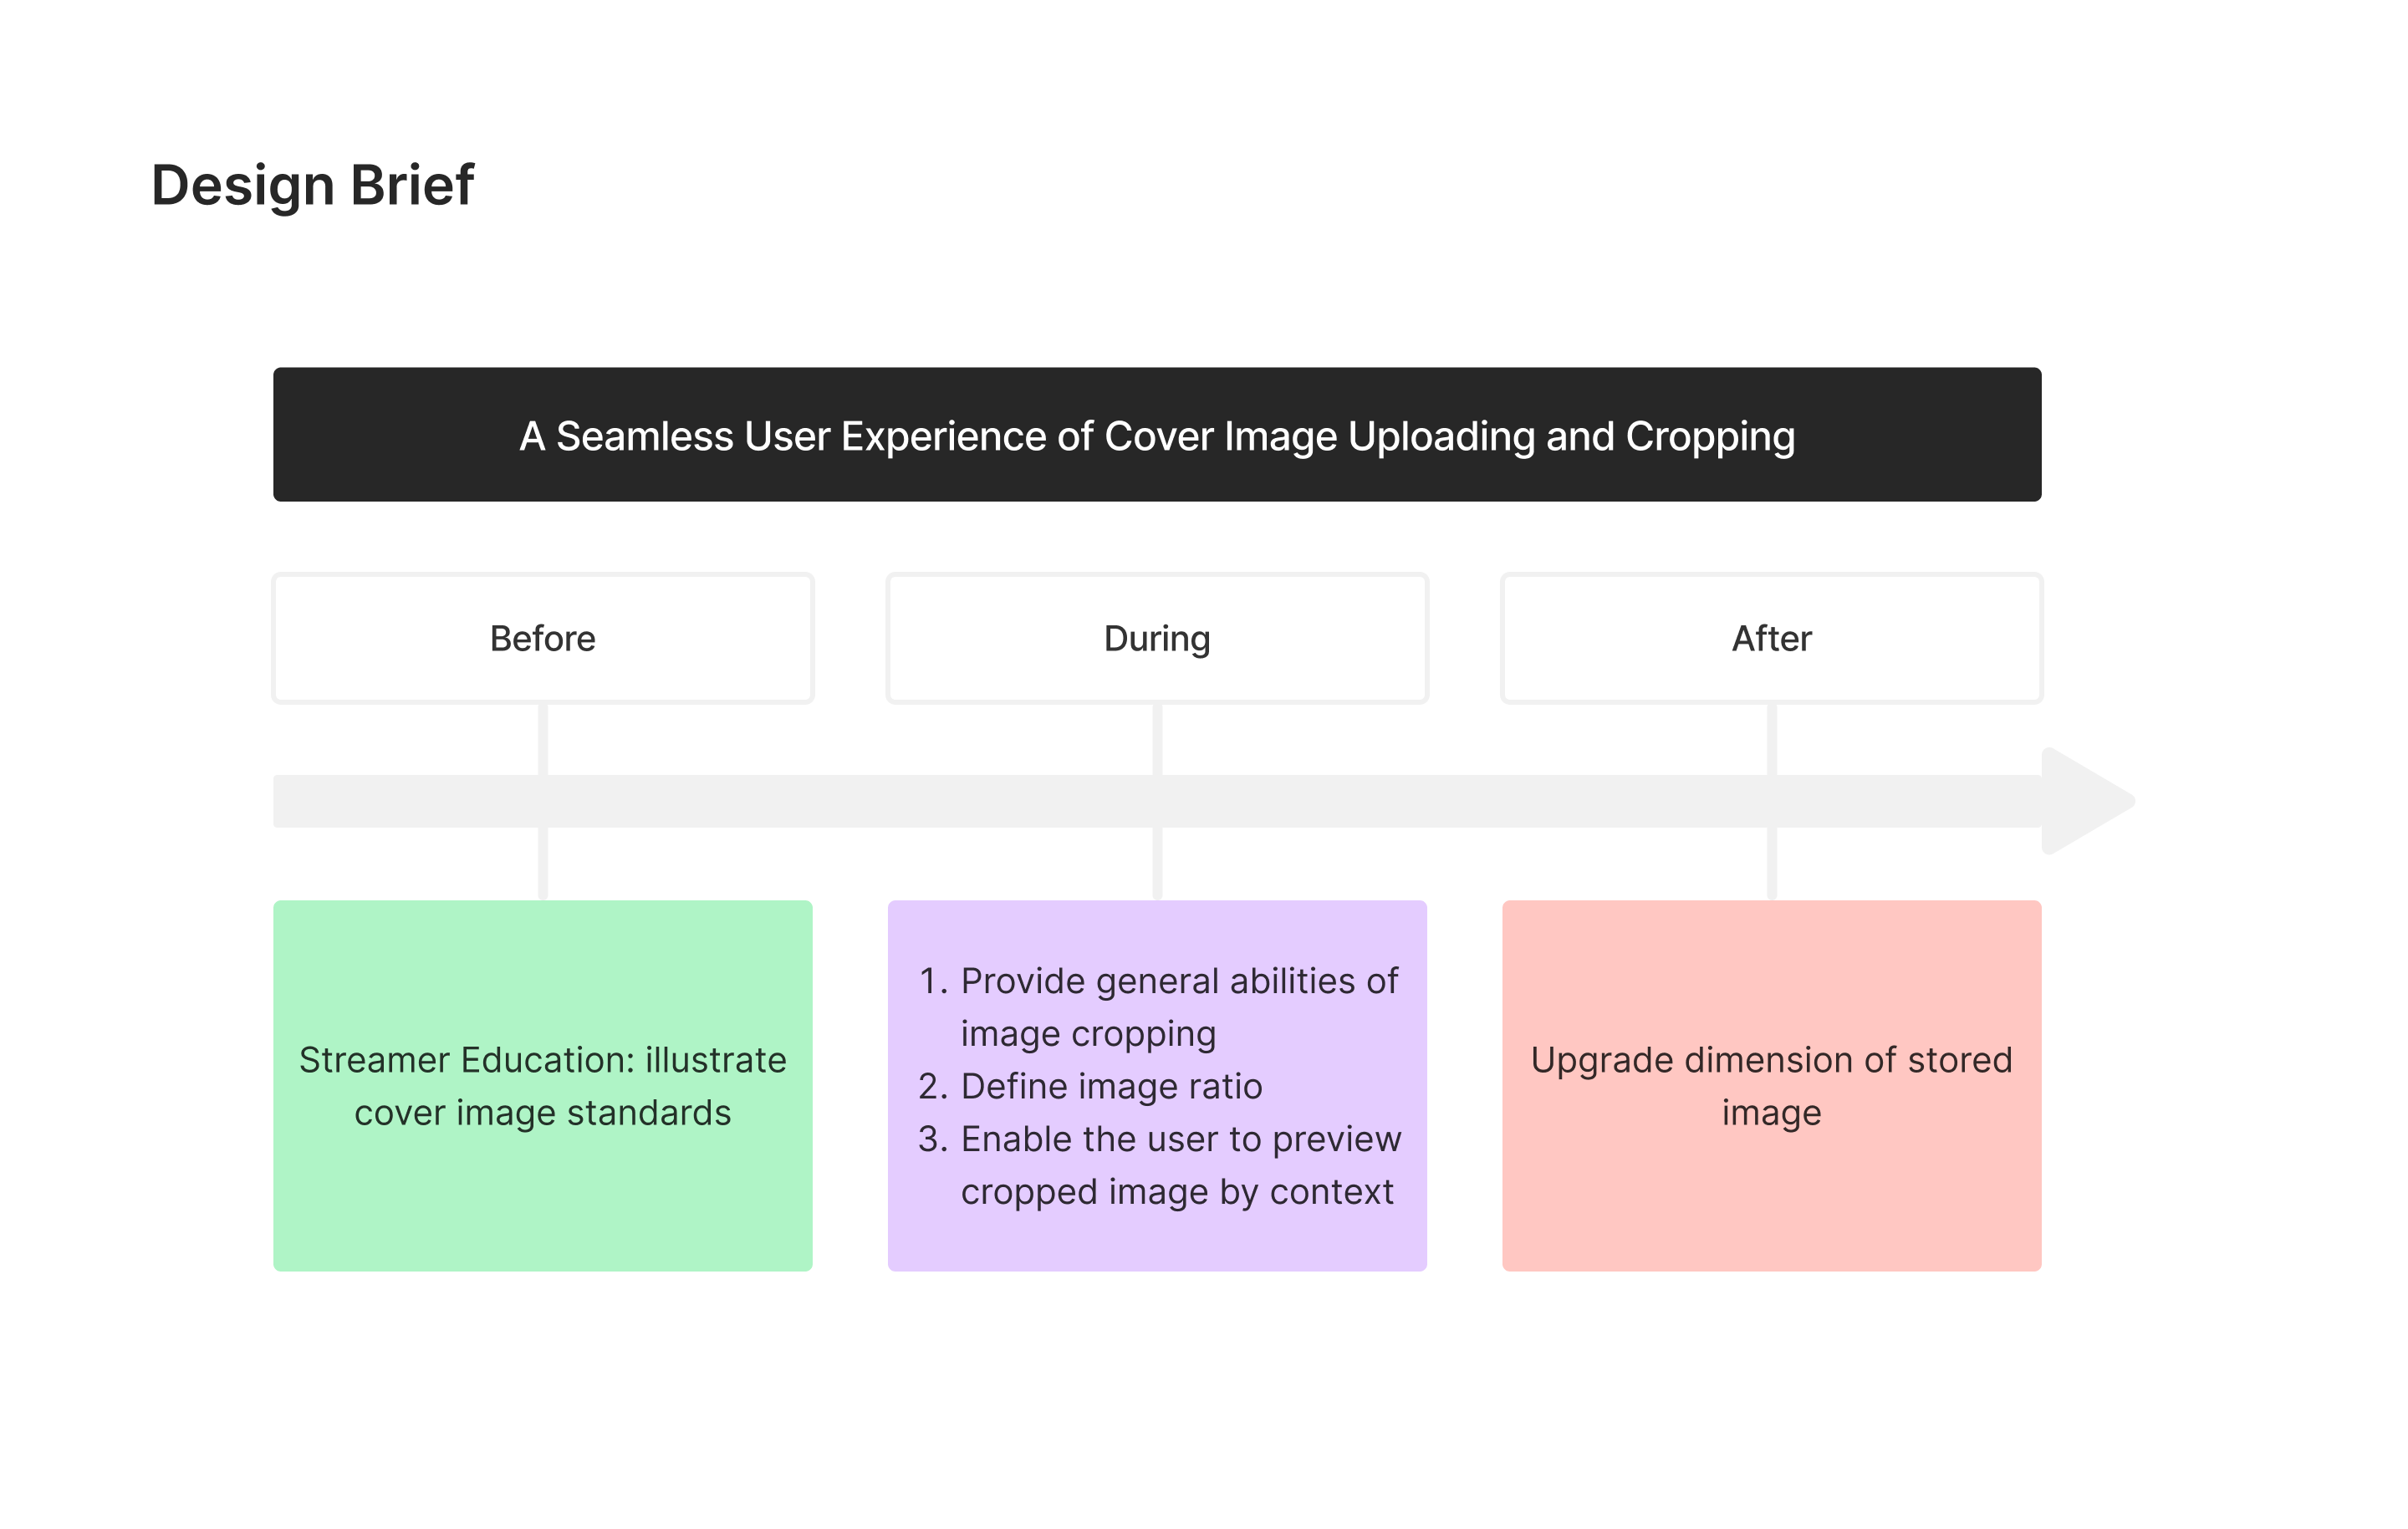 Design Brief
A Seamless User Experience of Cover Image Uploading and Cropping
Before
During
After
Streamer Education: illustrate
cover image standards
1. Provide general abilities of
image cropping
2. Define image ratio
3. Enable the user to preview
cropped image by context
Upgrade dimension of stored
image